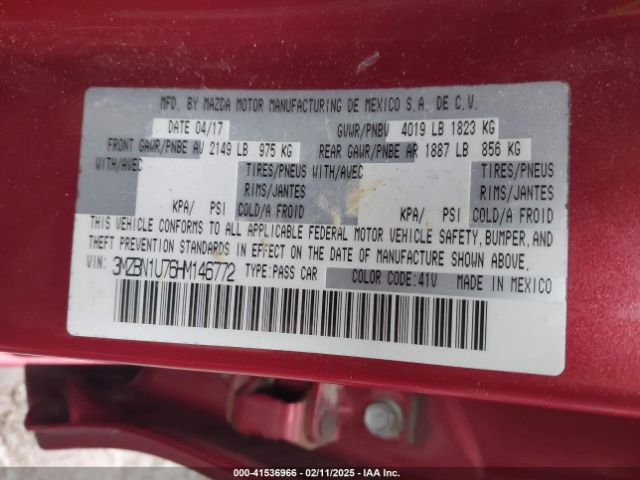 MFD. BY MAZDA MOTOR MANUFACTURING DE MEXICO S.A. DE C.V.
DATE 04/17 GVWR/PNBV 4019 LB 1823 KG
FRONT GAWR/PNBE AV 2149 LB 975 KG REAR GAWR/PNBE AR 1887 LB 856 KG
WITH/AVEC TIRES/PNEUS WITH/AVEC TIRES/PNEUS
RIMS/JANTES RIMS/JANTES
KPA/ PSI COLD/A FROID KPA/ PSI COLD/A FROID
THIS VEHICLE CONFORMS TO ALL APPLICABLE FEDERAL MOTOR VEHICLE SAFETY, BUMPER, AND
THEFT PREVENTION STANDARDS IN EFFECT ON THE DATE OF MANUFACTURE SHOWN ABOVE.
VIN: 3MZBN1U76HM146772 TYPE:PASS CAR COLOR CODE:41V MADE IN MEXICO
000-41536966 - 02/11/2025 - IAA Inc.